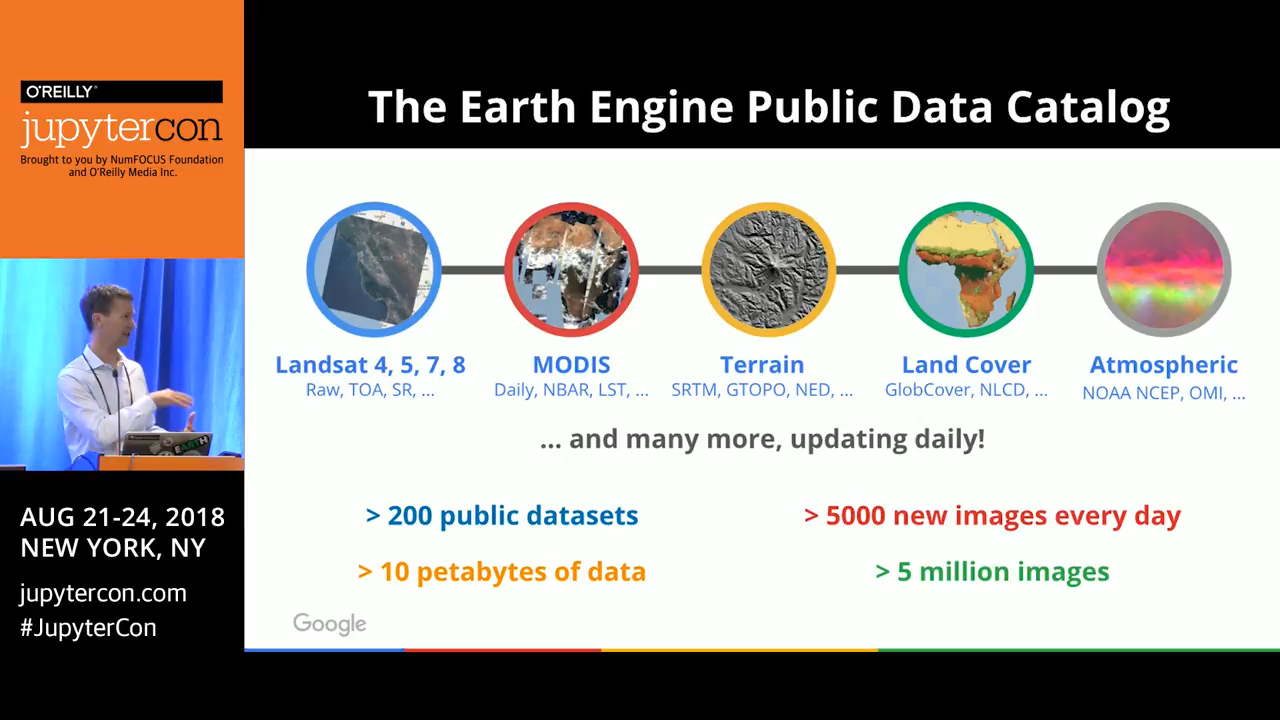 O'REILLY®
jupytercon
Brought to you by NumFOCUS Foundation
and O'Reilly Media Inc.
AUG 21-24, 2018
NEW YORK, NY
jupytercon.com
#JupyterCon
The Earth Engine Public Data Catalog
Landsat 4, 5, 7, 8
Raw, TOA, SR, ...
MODIS
Daily, NBAR, LST, ...
Terrain
SRTM, GTOPO, NED, ...
Land Cover
GlobCover, NLCD, ...
Atmospheric
NOAA NCEP, OMI, ...
... and many more, updating daily!
> 200 public datasets
> 5000 new images every day
> 10 petabytes of data
> 5 million images
Google
EARTH